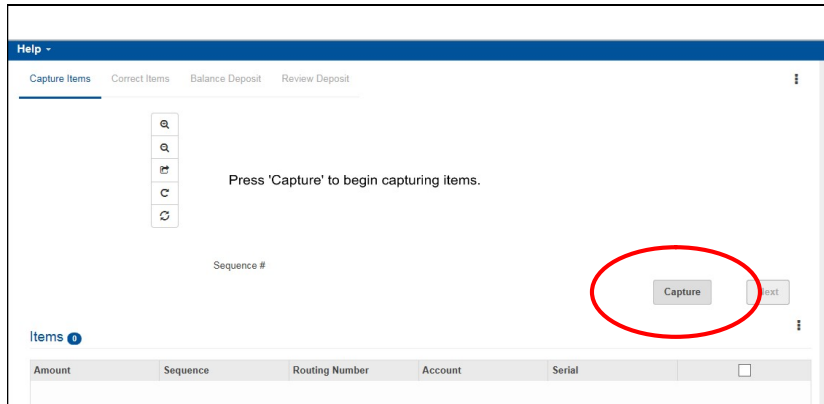 Help
Capture Items Correct Items Balance Deposit Review Deposit
Press 'Capture' to begin capturing items.
Sequence #
Capture Next
Items 0
Amount Sequence Routing Number Account Serial